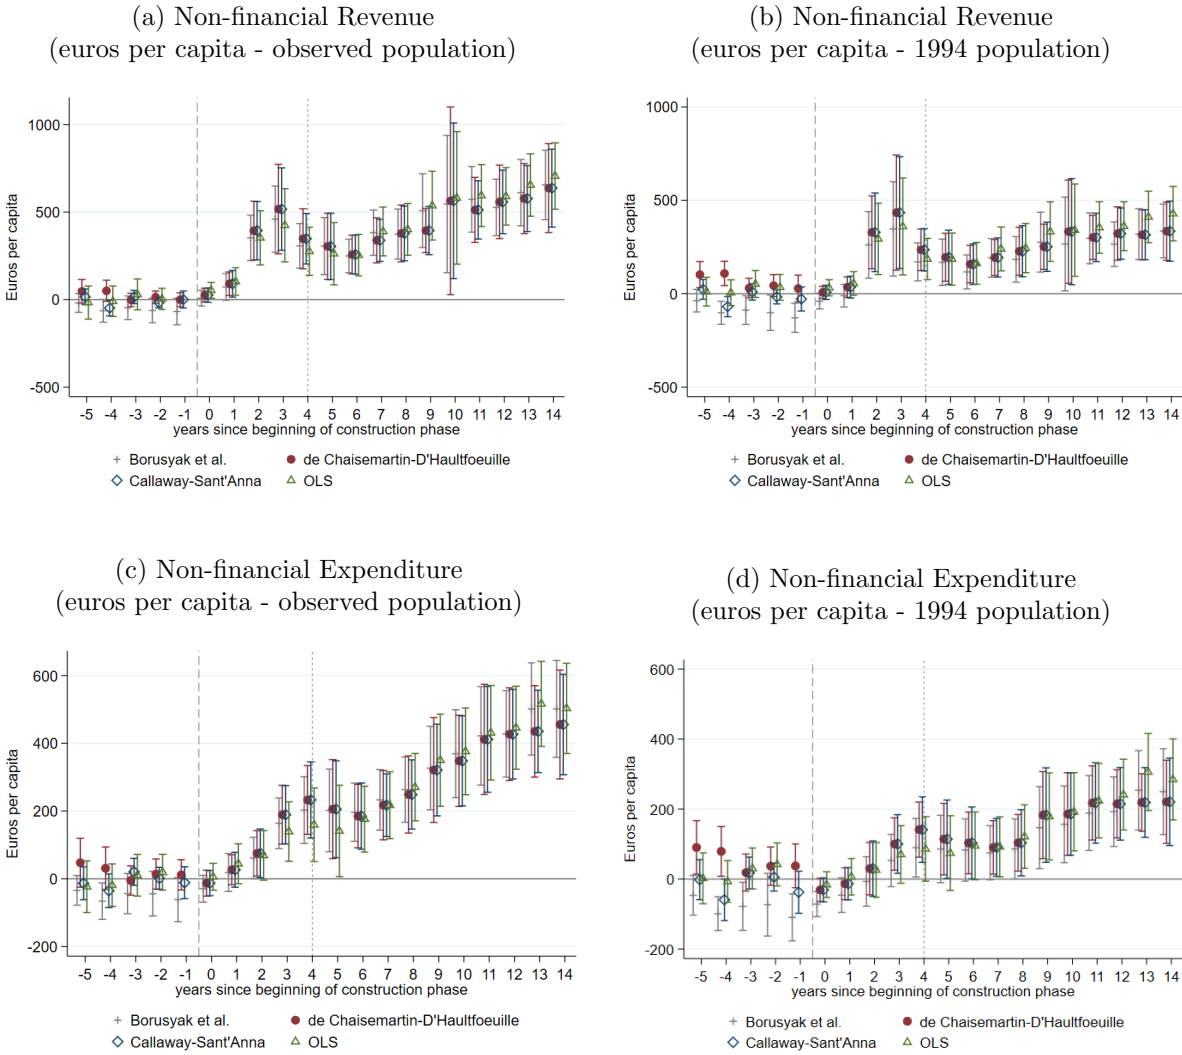 (a) Non-financial Revenue
(euros per capita - observed population)
1000
500
0
-500
Euros per capita
-5 -4 -3 -2 -1 0 1 2 3 4 5 6 7 8 9 10 11 12 13 14
years since beginning of construction phase
Borusyak et al.
de Chaisemartin-D'Haultfoeuille
Callaway-Sant'Anna
OLS
(b) Non-financial Revenue
(euros per capita - 1994 population)
1000
500
0
-500
Euros per capita
-5 -4 -3 -2 -1 0 1 2 3 4 5 6 7 8 9 10 11 12 13 14
years since beginning of construction phase
Borusyak et al.
de Chaisemartin-D'Haultfoeuille
Callaway-Sant'Anna
OLS
(c) Non-financial Expenditure
(euros per capita - observed population)
600
400
200
0
-200
Euros per capita
-5 -4 -3 -2 -1 0 1 2 3 4 5 6 7 8 9 10 11 12 13 14
years since beginning of construction phase
Borusyak et al.
de Chaisemartin-D'Haultfoeuille
Callaway-Sant'Anna
OLS
(d) Non-financial Expenditure
(euros per capita - 1994 population)
600
400
200
0
-200
Euros per capita
-5 -4 -3 -2 -1 0 1 2 3 4 5 6 7 8 9 10 11 12 13 14
years since beginning of construction phase
Borusyak et al.
de Chaisemartin-D'Haultfoeuille
Callaway-Sant'Anna
OLS